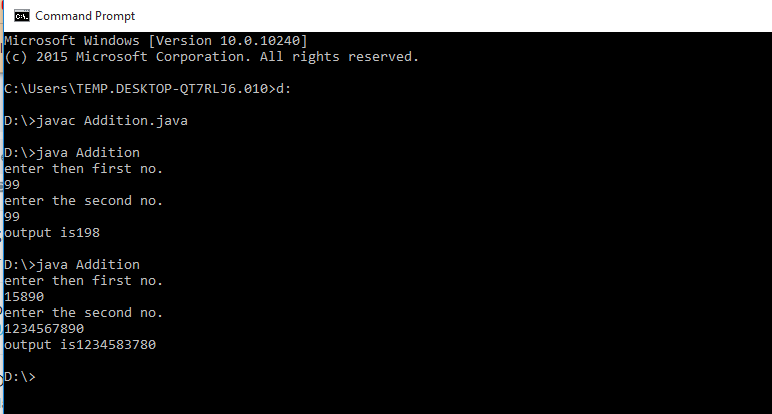 Command Prompt
Microsoft Windows [Version 10.0.10240]
(c) 2015 Microsoft Corporation. All rights reserved.
C:\Users\TEMP.DESKTOP-QT7RLJ6.010>d:
D:\>javac Addition.java
D:\>java Addition
enter then first no.
99
enter the second no.
99
output is198
D:\>java Addition
enter then first no.
15890
enter the second no.
1234567890
output is1234583780
D:\>